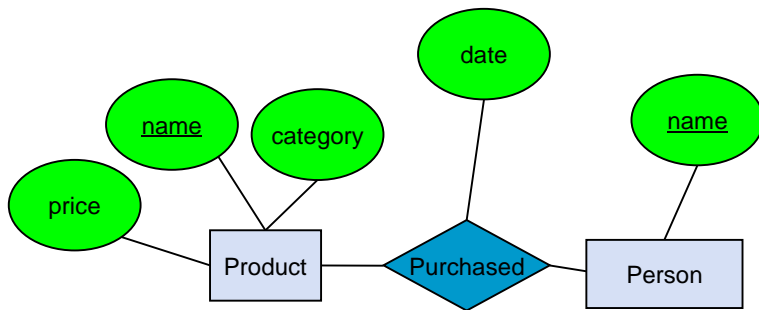 date
name
category
name
price
Product
Purchased
Person